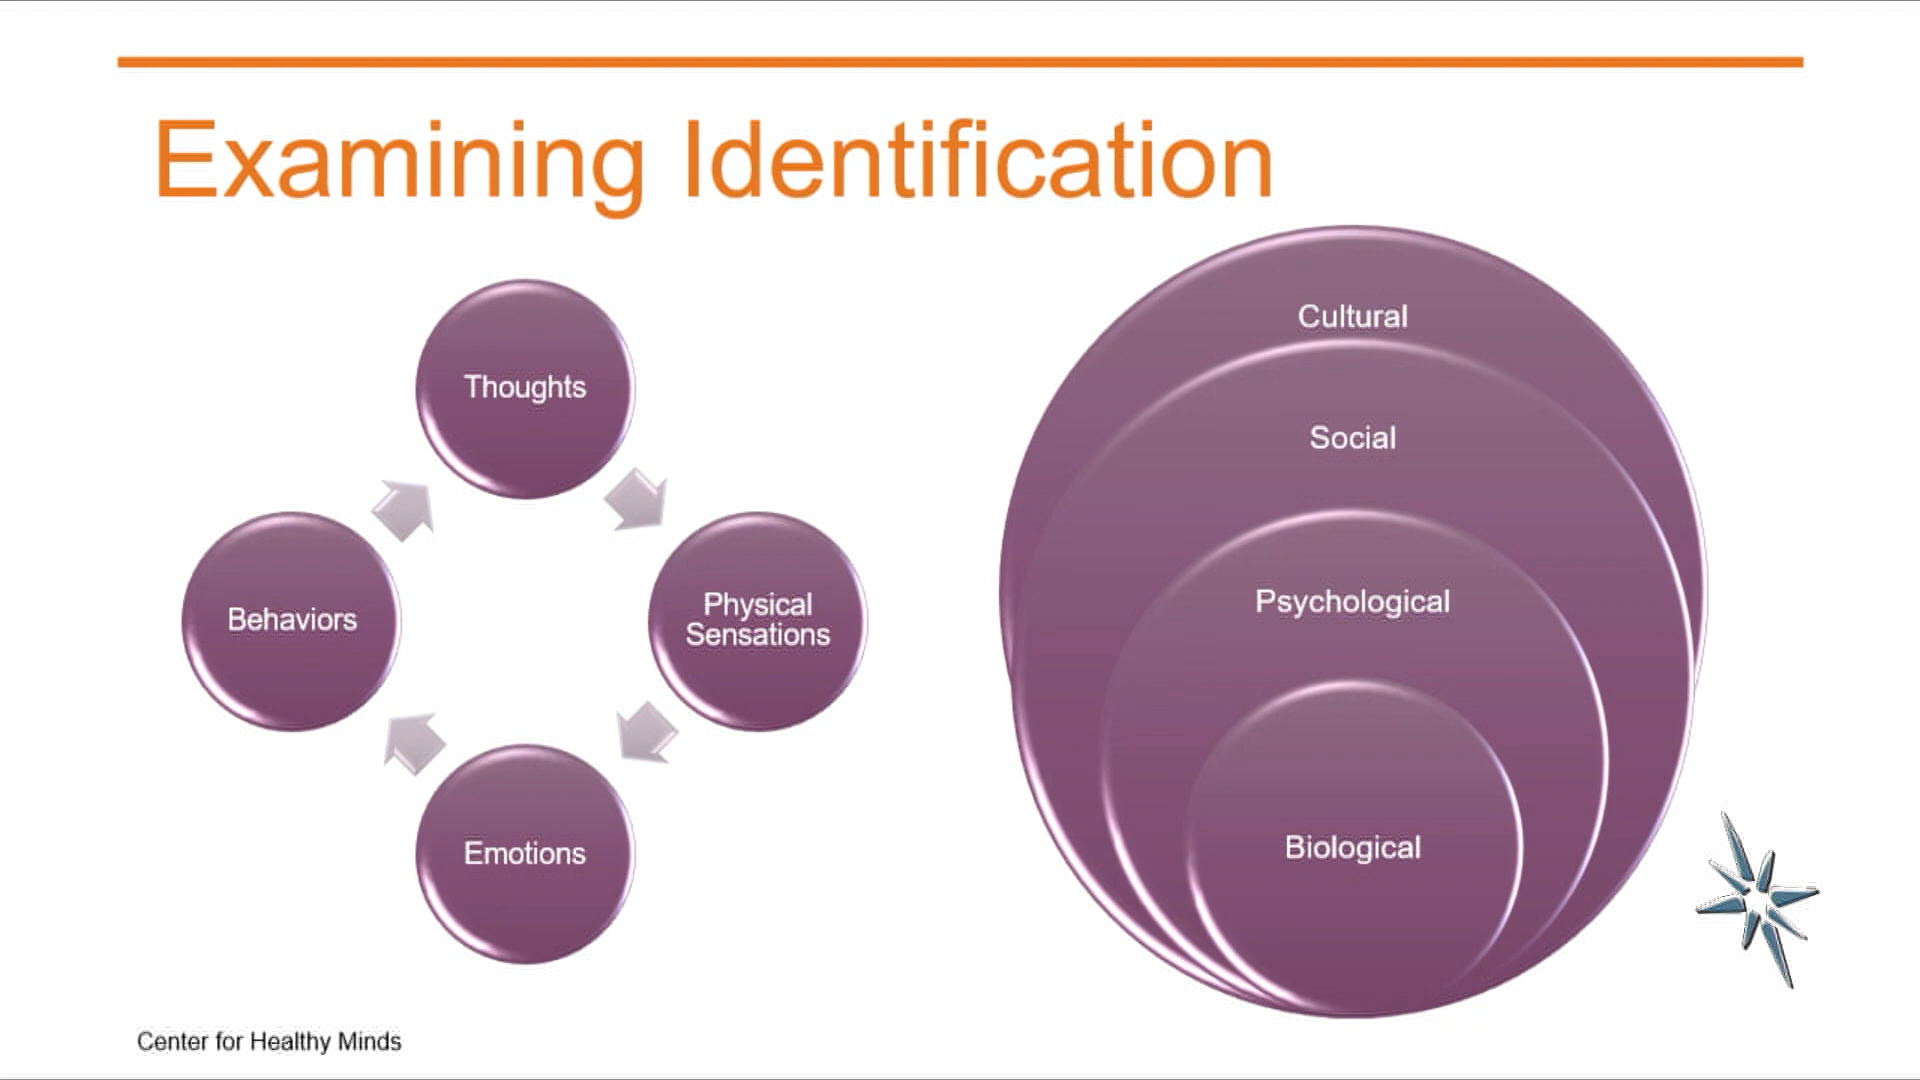 Examining Identification
Thoughts
Physical
Sensations
Emotions
Behaviors
Cultural
Social
Psychological
Biological
Center for Healthy Minds